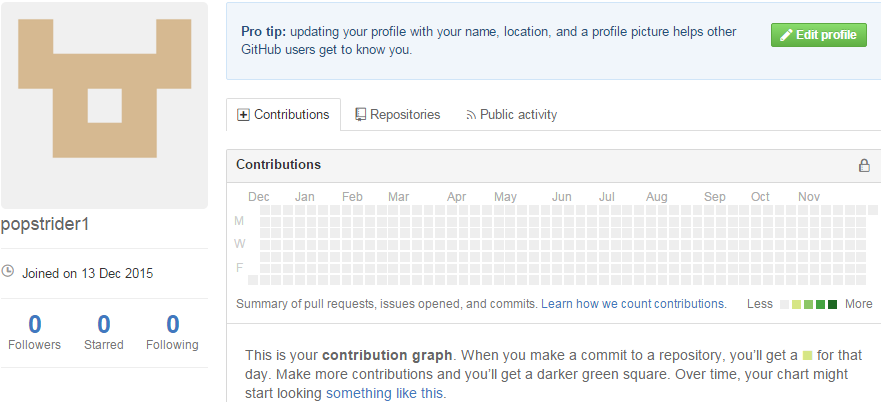 Pro tip: updating your profile with your name, location, and a profile picture helps other
GitHub users get to know you.
Edit profile
Contributions
Repositories
Public activity
Contributions
Dec Jan Feb Mar Apr May Jun Jul Aug Sep Oct Nov
M
W
F
Summary of pull requests, issues opened, and commits. Learn how we count contributions.
Less
More
This is your contribution graph. When you make a commit to a repository, you'll get a for that
day. Make more contributions and you'll get a darker green square. Over time, your chart might
start looking something like this.
popstrider1
Joined on 13 Dec 2015
0 0 0
Followers Starred Following